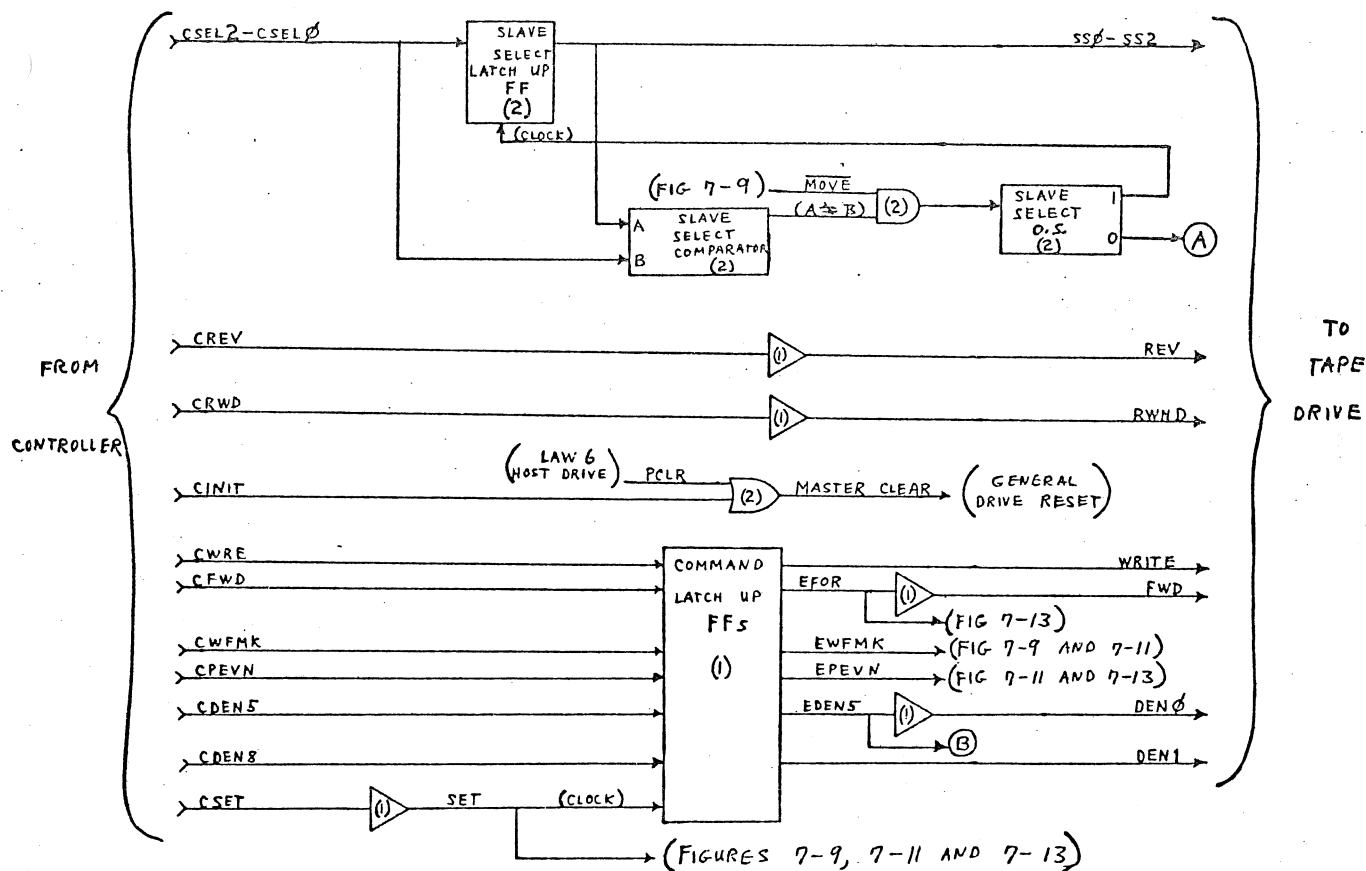 CSEL2-CSELØ
SLAVE
SELECT
LATCH UP
FF
(2)
SSØ-SS2
(CLOCK)
(FIG 7-9)
MOVE
(A≠B)
(2)
A
B
SLAVE
SELECT
COMPARATOR
(2)
SLAVE
SELECT
O.S.
(2)
1
0
A
FROM
CONTROLLER
TO
TAPE
DRIVE
CREV
(1)
REV
CRWD
(1)
RWND
(LAW 6
HOST DRIVE)
PCLR
CINIT
(2)
MASTER CLEAR
(GENERAL
DRIVE RESET)
CWRE
COMMAND
WRITE
CFWD
LATCH UP
EFOR
(1)
FWD
FFs
(FIG 7-13)
CWFMK
(1)
EWFMK
(FIG 7-9 AND 7-11)
CPEVN
EPEVN
(FIG 7-11 AND 7-13)
CDEN5
EDEN5
(1)
DENØ
B
CDEN8
DEN1
CSET
(1)
SET
(CLOCK)
(FIGURES 7-9, 7-11 AND 7-13)